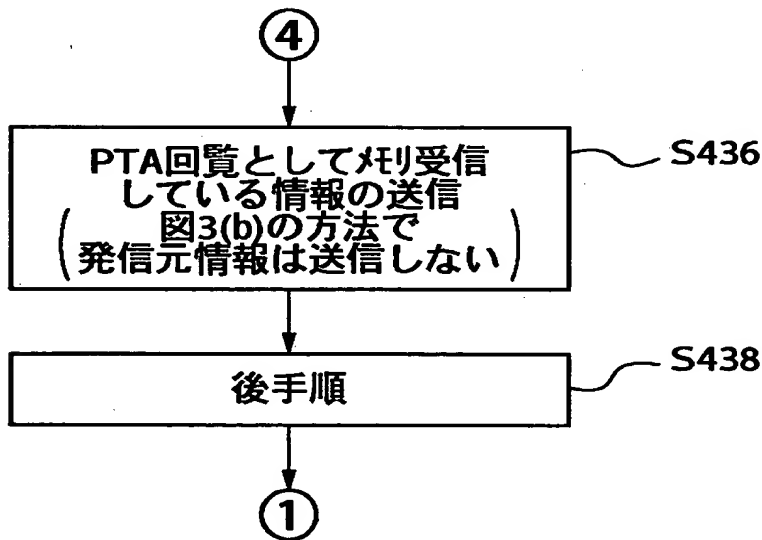 ④
PTA回覧としてﾒﾓﾘ受信
している情報の送信
(図3(b)の方法で
発信元情報は送信しない)
S436
後手順
S438
①